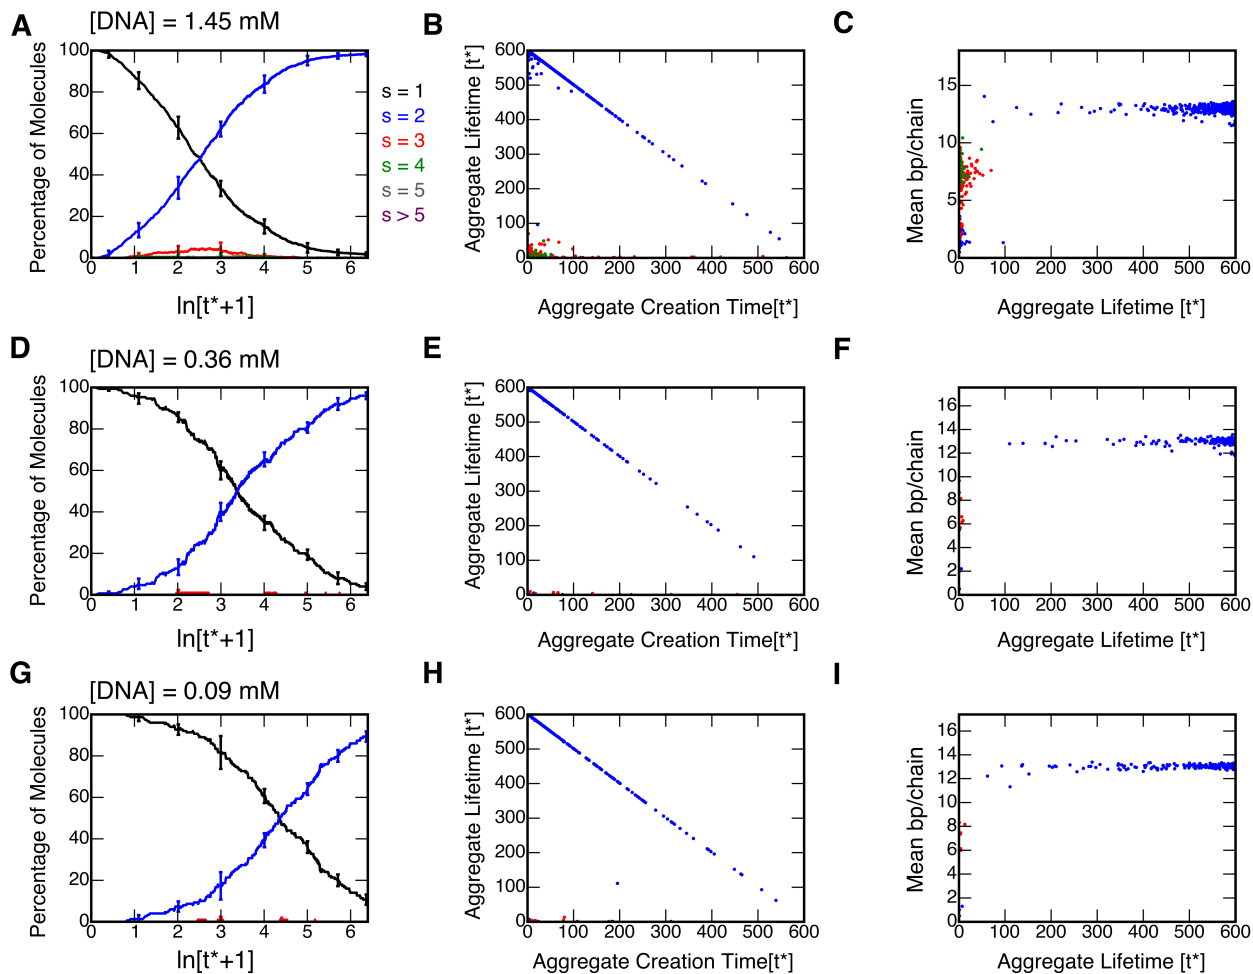 A
[DNA] = 1.45 mM
Percentage of Molecules
100
80
60
40
20
0
0 1 2 3 4 5 6
ln[t*+1]
s = 1
s = 2
s = 3
s = 4
s = 5
s > 5
B
Aggregate Lifetime [t*]
600
500
400
300
200
100
0
0 100 200 300 400 500 600
Aggregate Creation Time[t*]
C
Mean bp/chain
15
10
5
0
0 100 200 300 400 500 600
Aggregate Lifetime [t*]
D
[DNA] = 0.36 mM
Percentage of Molecules
100
80
60
40
20
0
0 1 2 3 4 5 6
ln[t*+1]
E
Aggregate Lifetime [t*]
600
500
400
300
200
100
0
0 100 200 300 400 500 600
Aggregate Creation Time[t*]
F
Mean bp/chain
16
14
12
10
8
6
4
2
0
0 100 200 300 400 500 600
Aggregate Lifetime [t*]
G
[DNA] = 0.09 mM
Percentage of Molecules
100
80
60
40
20
0
0 1 2 3 4 5 6
ln[t*+1]
H
Aggregate Lifetime [t*]
600
500
400
300
200
100
0
0 100 200 300 400 500 600
Aggregate Creation Time[t*]
I
Mean bp/chain
16
14
12
10
8
6
4
2
0
0 100 200 300 400 500 600
Aggregate Lifetime [t*]